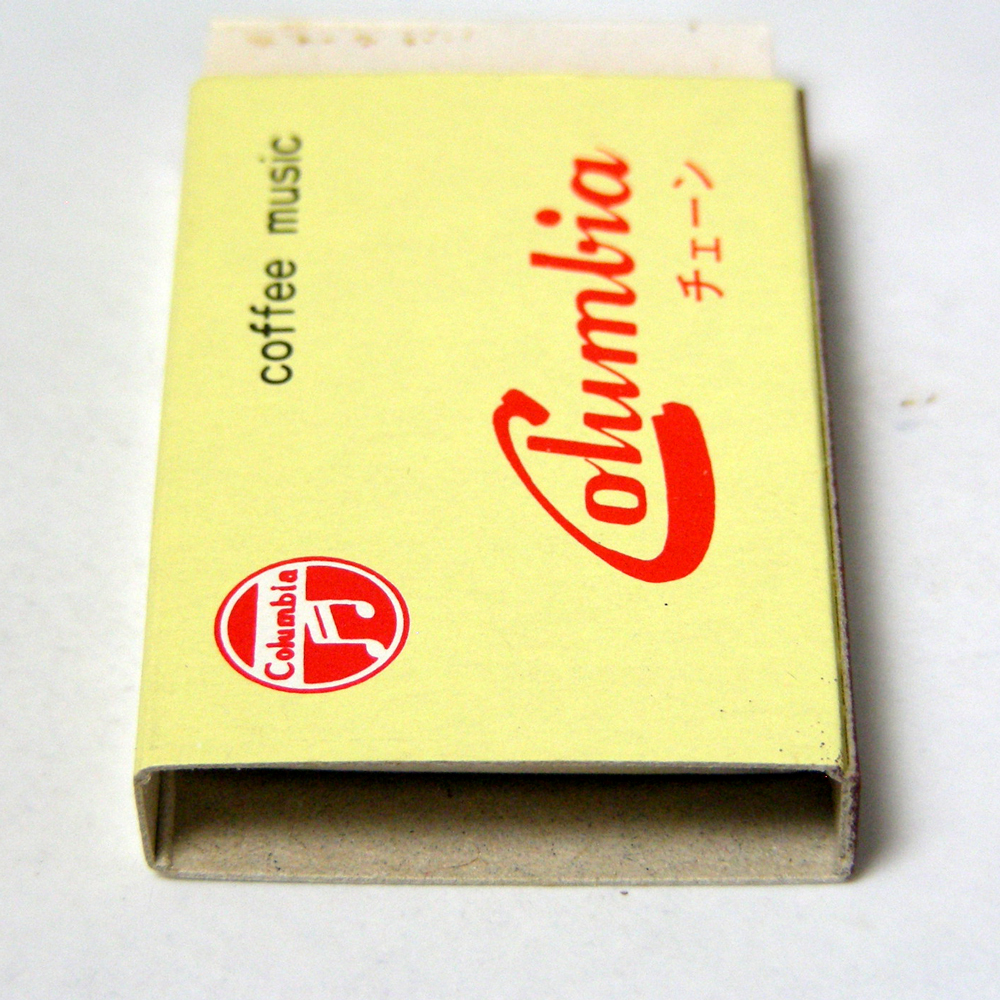 coffee music
Columbia
Columbia
チェーン